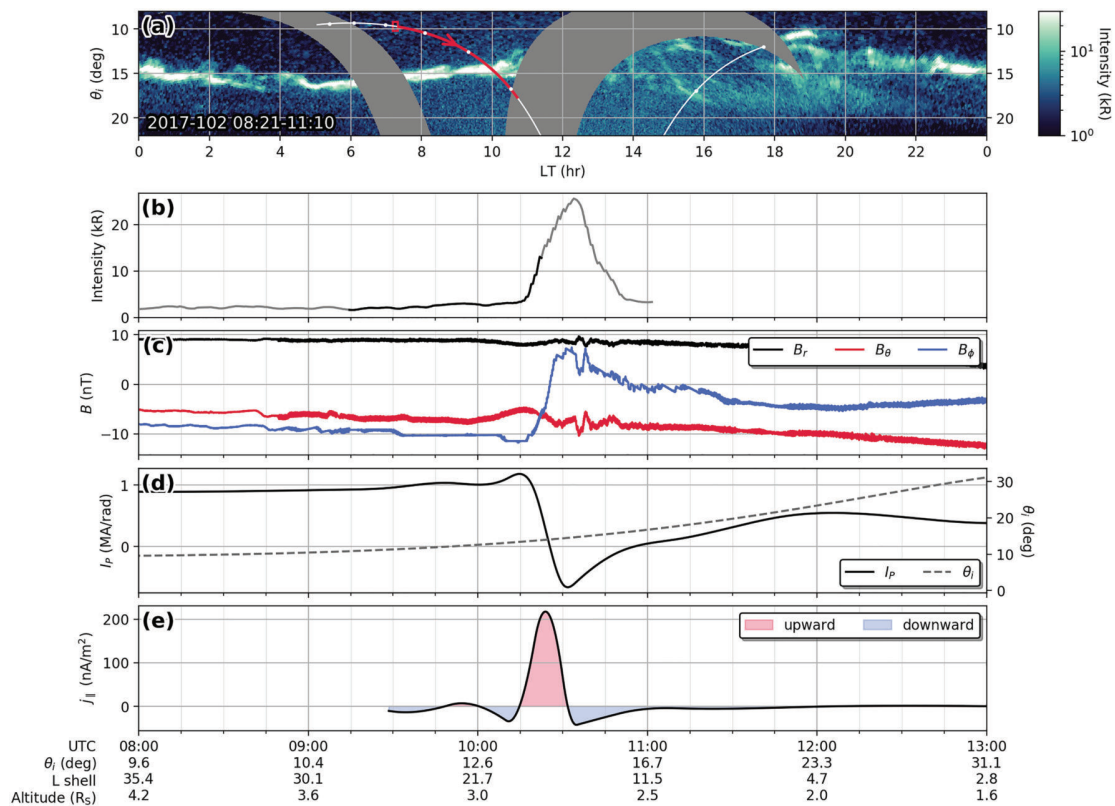 (a)
10
15
20
θi (deg)
2017-102 08:21-11:10
0 2 4 6 8 10 12 14 16 18 20 22 0
LT (hr)
10
15
20
10^1
10^0
Intensity (kR)
(b)
20
10
0
Intensity (kR)
(c)
10
0
−10
B (nT)
Br Bθ Bϕ
(d)
1
0
IP (MA/rad)
30
20
10
0
θi (deg)
IP θi
(e)
200
100
0
j∥ (nA/m²)
upward downward
UTC 08:00 09:00 10:00 11:00 12:00 13:00
θi (deg) 9.6 10.4 12.6 16.7 23.3 31.1
L shell 35.4 30.1 21.7 11.5 4.7 2.8
Altitude (RS) 4.2 3.6 3.0 2.5 2.0 1.6